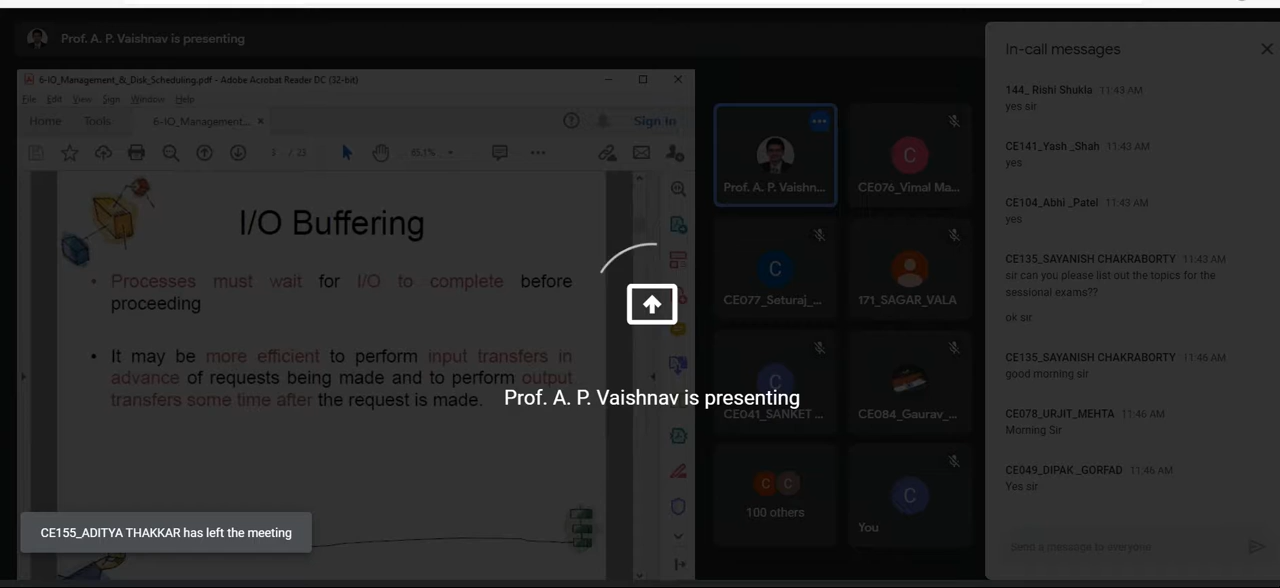 Prof. A. P. Vaishnav is presenting
6-IO_Management_&_Disk_Scheduling.pdf - Adobe Acrobat Reader DC (32-bit)
File Edit View Sign Window Help
Home Tools 6-IO_Management_... × Sign In
2 / 23 65.1%
I/O Buffering
• Processes must wait for I/O to complete before
proceeding
• It may be more efficient to perform input transfers in
advance of requests being made and to perform output
transfers some time after the request is made.
Prof. A. P. Vaishnav is presenting
CE155_ADITYA THAKKAR has left the meeting
Prof. A. P. Vaishn...
C
CE076_Vimal Ma...
C
CE077_Seturaj_...
171_SAGAR_VALA
C
CE041_SANKET ...
CE084_Gaurav_...
C C
100 others
C
You
In-call messages
144_ Rishi Shukla 11:43 AM
yes sir
CE141_Yash _Shah 11:43 AM
yes
CE104_Abhi _Patel 11:43 AM
yes
CE135_SAYANISH CHAKRABORTY 11:43 AM
sir can you please list out the topics for the
sessional exams??
ok sir
CE135_SAYANISH CHAKRABORTY 11:46 AM
good morning sir
CE078_URJIT_MEHTA 11:46 AM
Morning Sir
CE049_DIPAK_GORFAD 11:46 AM
Yes sir
Send a message to everyone